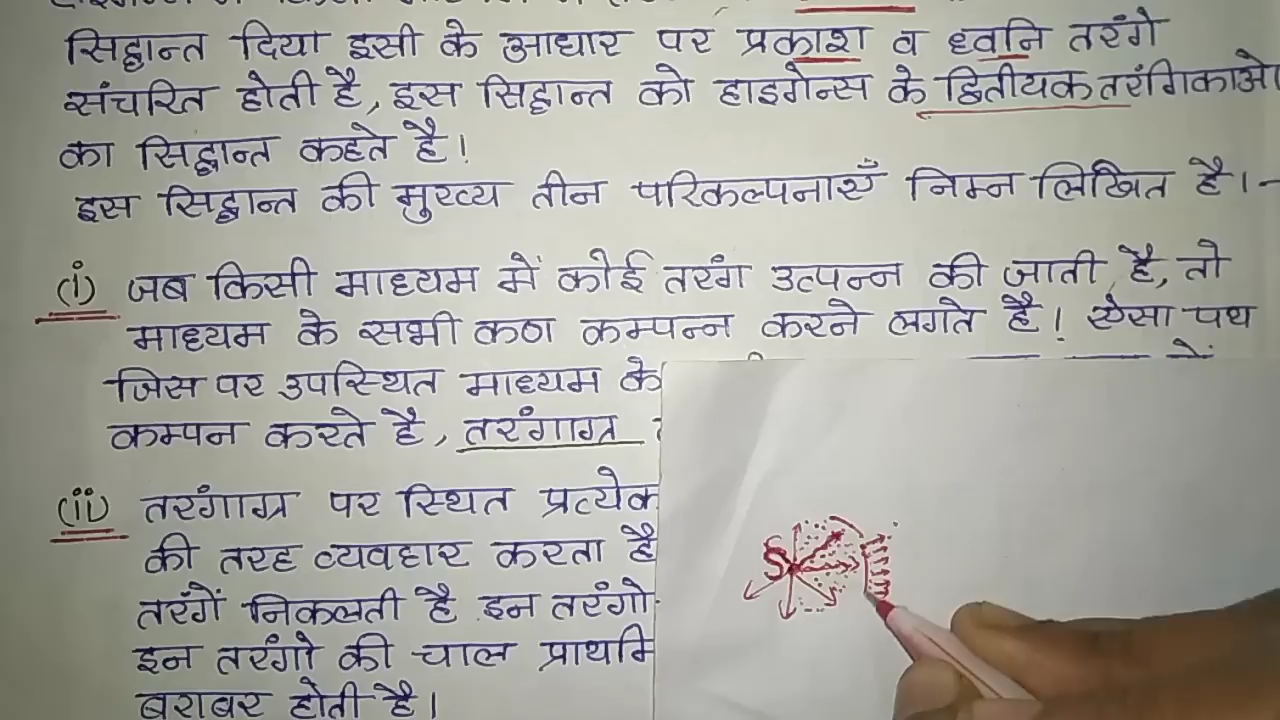 सिद्वान्त दिया इसी के आधार पर प्रकाश व ध्वनि तरंगे
संचरित होती है, इस सिद्वान्त को हाइगेन्स के द्वितीयक तरंगिकाओ
का सिद्वान्त कहते है।
इस सिद्वान्त की मुख्य तीन परिकल्पनाएँ निम्न लिखित है।-
(i) जब किसी माध्यम में कोई तरंग उत्पन्न की जाती है, तो
माध्यम के सभी कण कम्पन्न करने लगते है। ऐसा पथ
जिस पर उपस्थित माध्यम के
कम्पन करते है, तरंगाग्र
(ii) तरंगाग्र पर स्थित प्रत्येक
की तरह व्यवहार करता है
तरंगें निकलती है इन तरंगो
इन तरंगो की चाल प्राथमि
बराबर होती है।
S